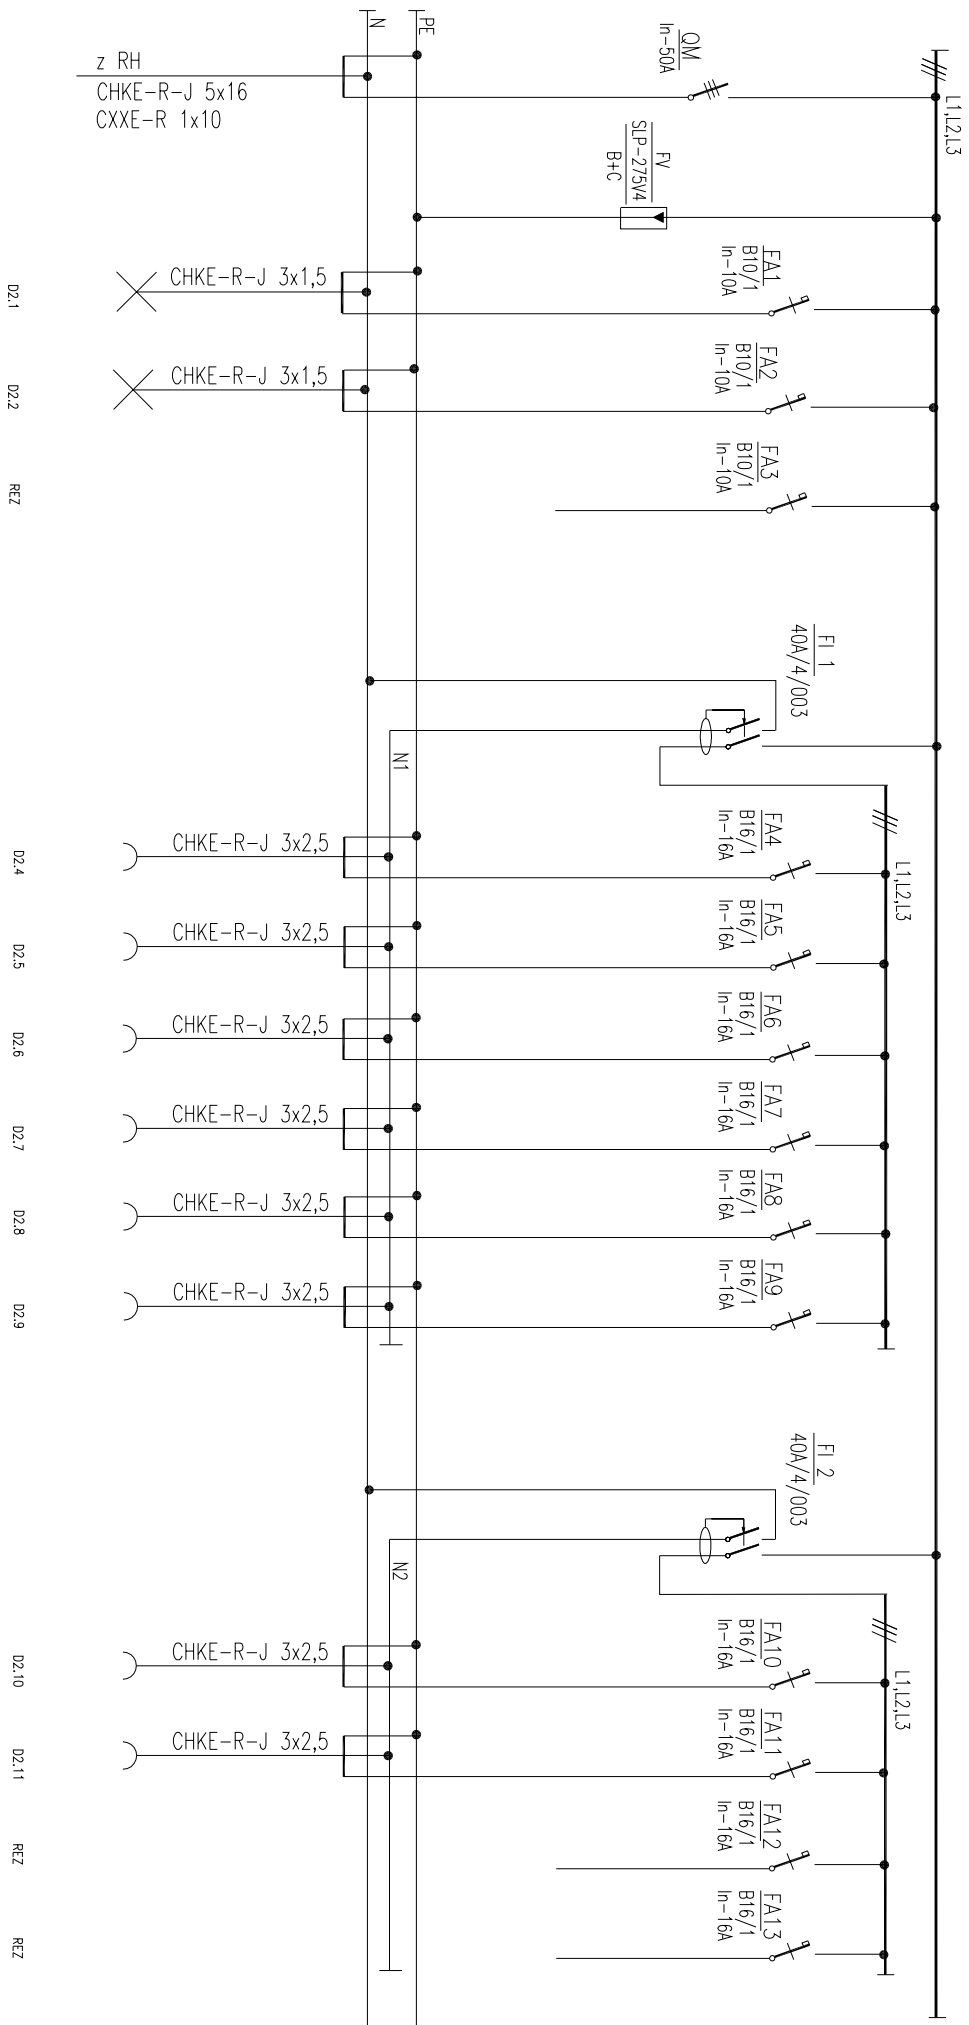 N
PE
QM
In-50A
L1,L2,L3
z RH
CHKE-R-J 5x16
CXXE-R 1x10
FV
SLP-275V4
B+C
FA1
B10/1
In-10A
CHKE-R-J 3x1,5
D2.1
FA2
B10/1
In-10A
CHKE-R-J 3x1,5
D2.2
FA3
B10/1
In-10A
REZ
FI 1
40A/4/003
N1
L1,L2,L3
FA4
B16/1
In-16A
CHKE-R-J 3x2,5
D2.4
FA5
B16/1
In-16A
CHKE-R-J 3x2,5
D2.5
FA6
B16/1
In-16A
CHKE-R-J 3x2,5
D2.6
FA7
B16/1
In-16A
CHKE-R-J 3x2,5
D2.7
FA8
B16/1
In-16A
CHKE-R-J 3x2,5
D2.8
FA9
B16/1
In-16A
CHKE-R-J 3x2,5
D2.9
FI 2
40A/4/003
N2
L1,L2,L3
FA10
B16/1
In-16A
CHKE-R-J 3x2,5
D2.10
FA11
B16/1
In-16A
CHKE-R-J 3x2,5
D2.11
FA12
B16/1
In-16A
REZ
FA13
B16/1
In-16A
REZ